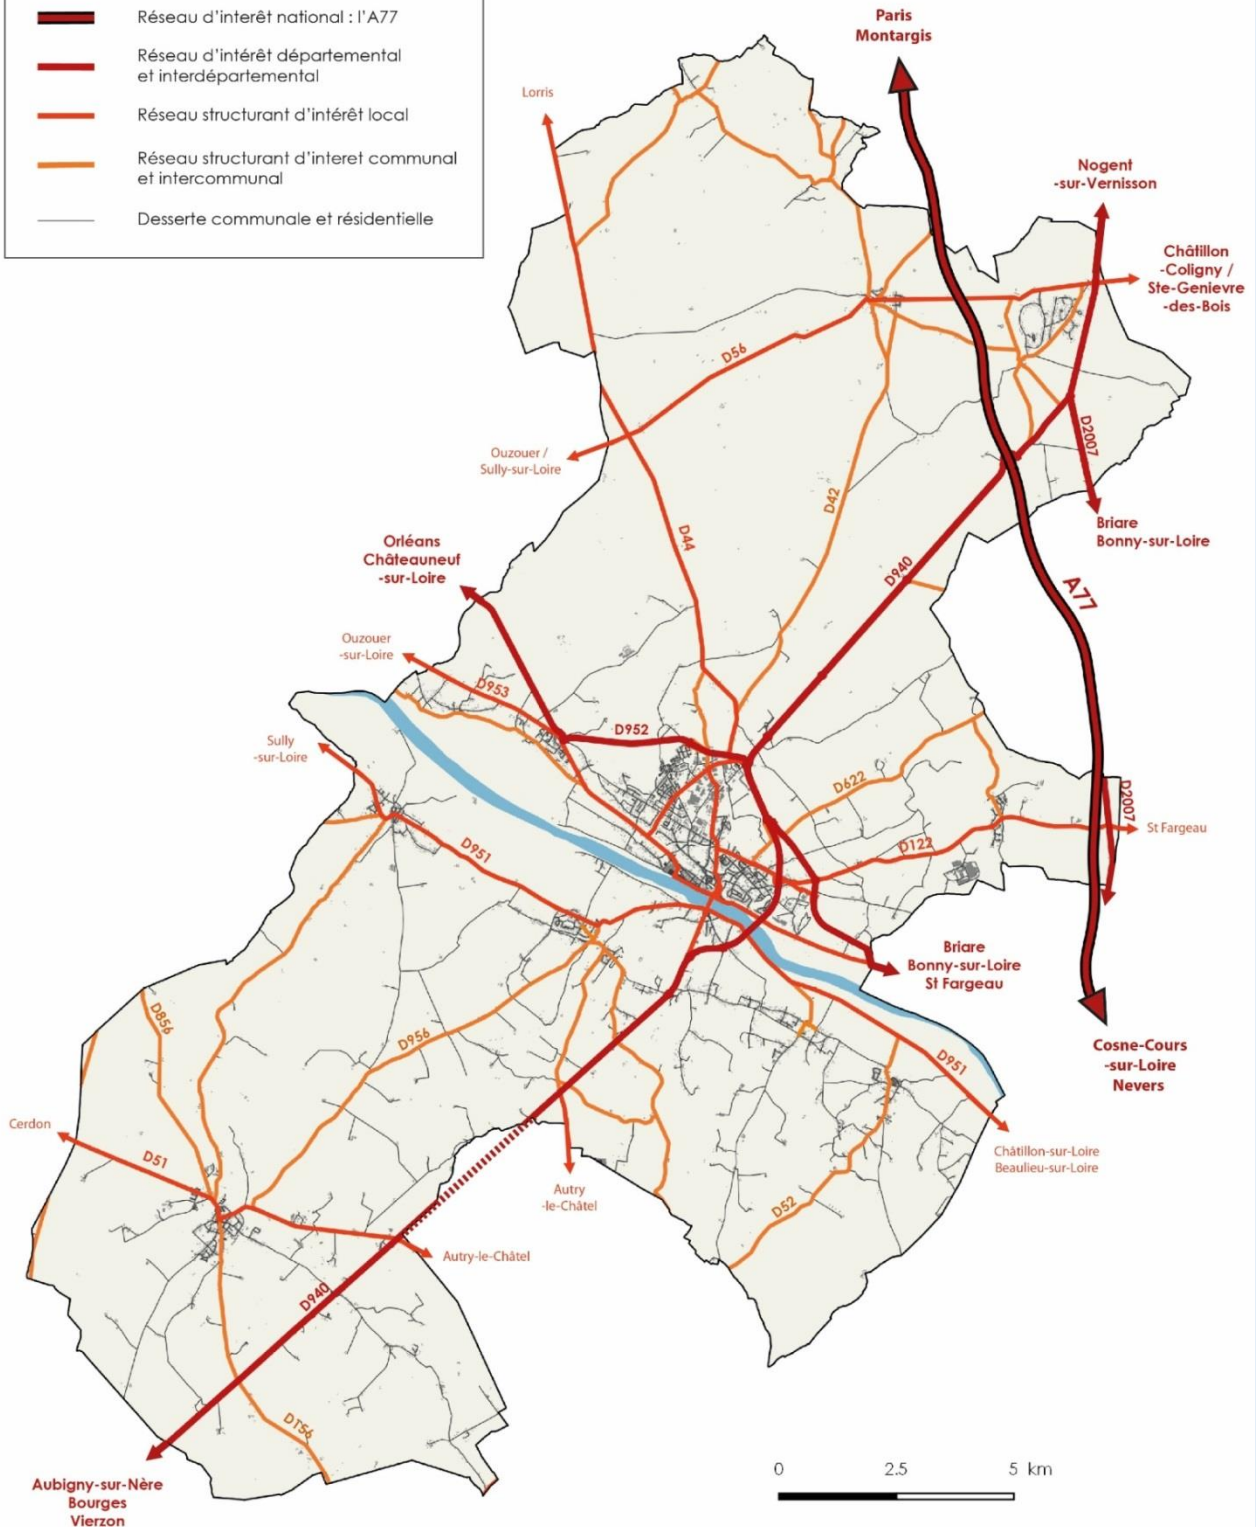 Réseau d'interêt national : l'A77
Réseau d'intérêt départemental
et interdépartemental
Réseau structurant d'intérêt local
Réseau structurant d'interet communal
et intercommunal
Desserte communale et résidentielle
Paris
Montargis
Lorris
Nogent
-sur-Vernisson
Châtillon
-Coligny /
Ste-Genievre
-des-Bois
D56
D2007
Ouzouer /
Sully-sur-Loire
D42
D44
Briare
Bonny-sur-Loire
Orléans
Châteauneuf
-sur-Loire
D940
A77
Ouzouer
-sur-Loire
D953
D952
Sully
-sur-Loire
D622
D2007
St Fargeau
D951
D122
Briare
Bonny-sur-Loire
St Fargeau
D856
D956
D951
Cosne-Cours
-sur-Loire
Nevers
Cerdon
D51
Châtillon-sur-Loire
Beaulieu-sur-Loire
Autry
-le-Châtel
D52
Autry-le-Châtel
D940
D156
0 2.5 5 km
Aubigny-sur-Nère
Bourges
Vierzon